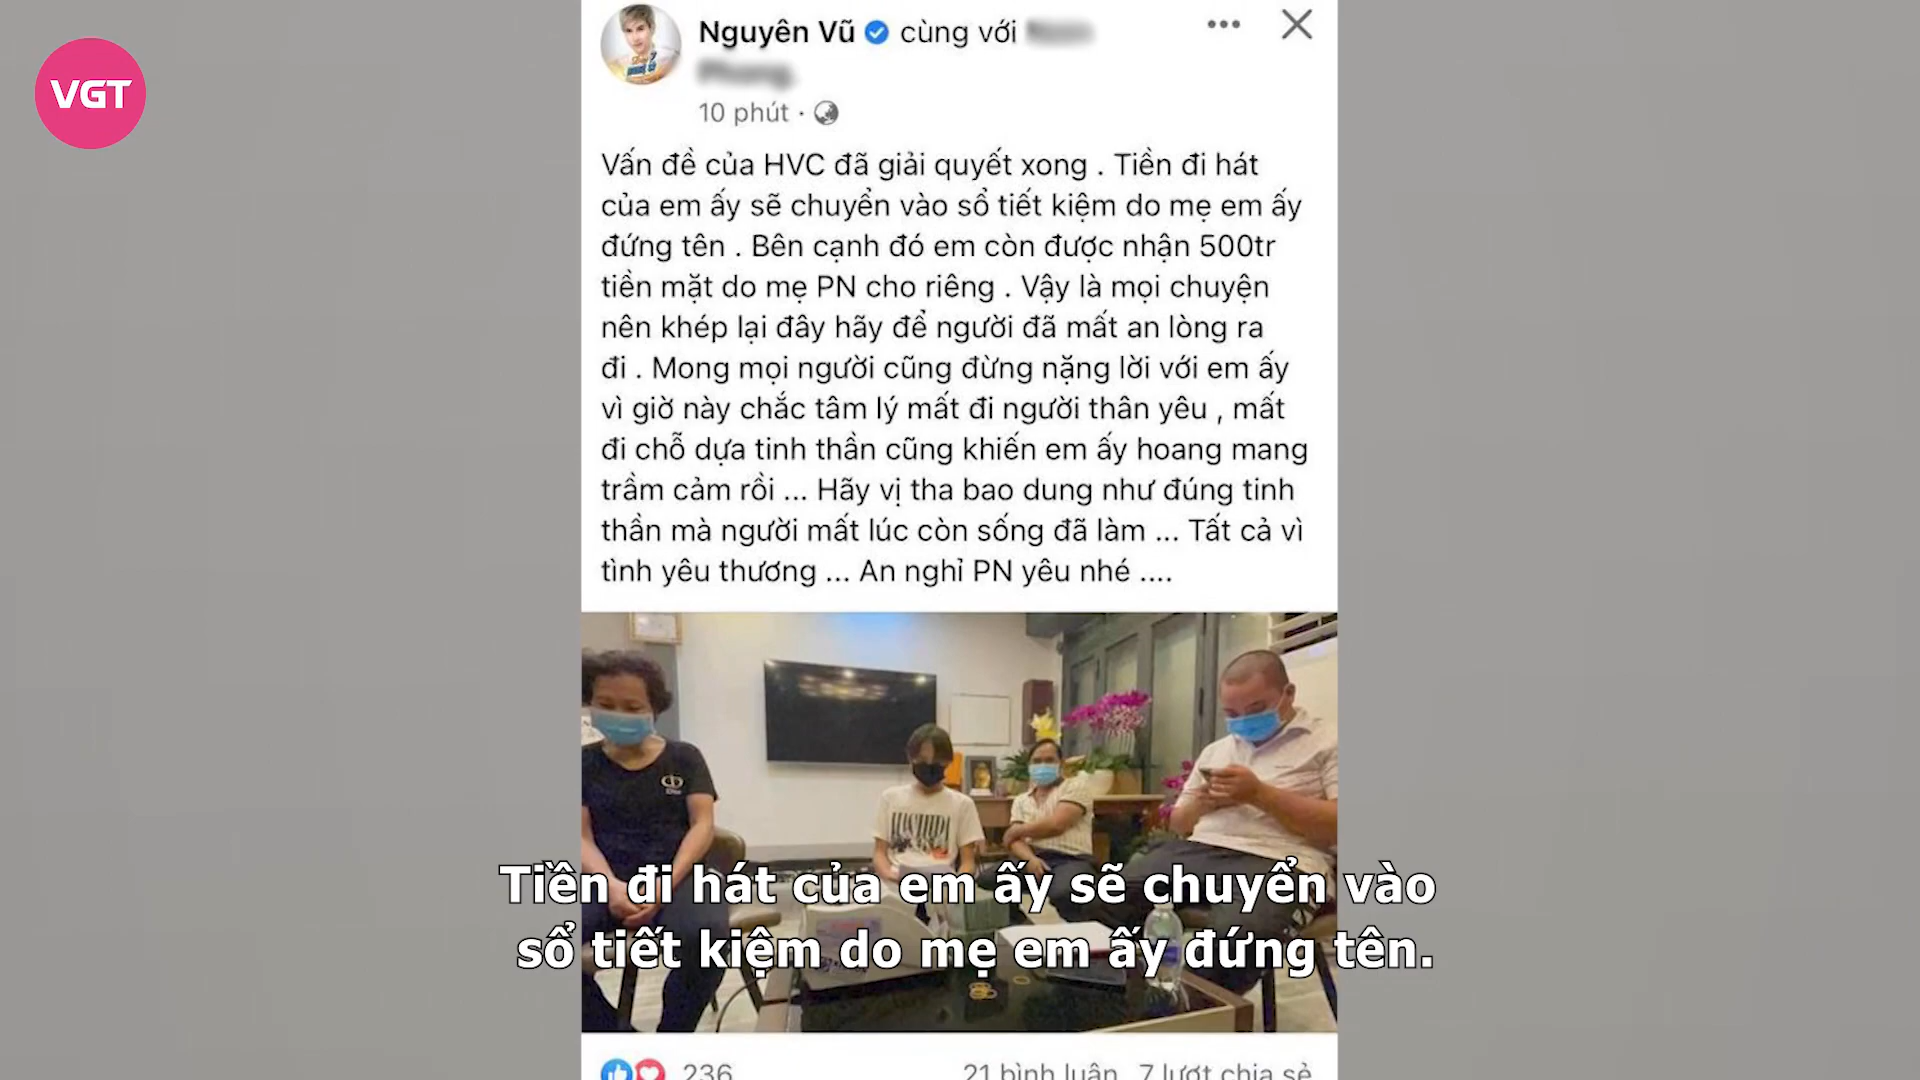 VGT
Nguyên Vũ cùng với
10 phút ·
Vấn đề của HVC đã giải quyết xong . Tiền đi hát
của em ấy sẽ chuyển vào sổ tiết kiệm do mẹ em ấy
đứng tên . Bên cạnh đó em còn được nhận 500tr
tiền mặt do mẹ PN cho riêng . Vậy là mọi chuyện
nên khép lại đây hãy để người đã mất an lòng ra
đi . Mong mọi người cũng đừng nặng lời với em ấy
vì giờ này chắc tâm lý mất đi người thân yêu , mất
đi chỗ dựa tinh thần cũng khiến em ấy hoang mang
trầm cảm rồi ... Hãy vị tha bao dung như đúng tinh
thần mà người mất lúc còn sống đã làm ... Tất cả vì
tình yêu thương ... An nghỉ PN yêu nhé ....
Tiền đi hát của em ấy sẽ chuyển vào
sổ tiết kiệm do mẹ em ấy đứng tên.
236 21 bình luận 7 lượt chia sẻ